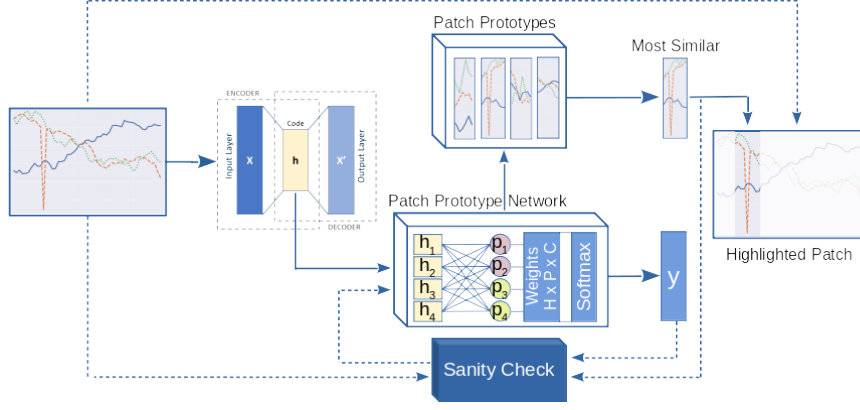 Patch Prototypes
Most Similar
ENCODER
Code
Input Layer
X
h
X'
Output Layer
DECODER
Patch Prototype Network
h1
h2
h3
h4
p1
p2
p3
p4
Weights
H x P x C
Softmax
y
Highlighted Patch
Sanity Check